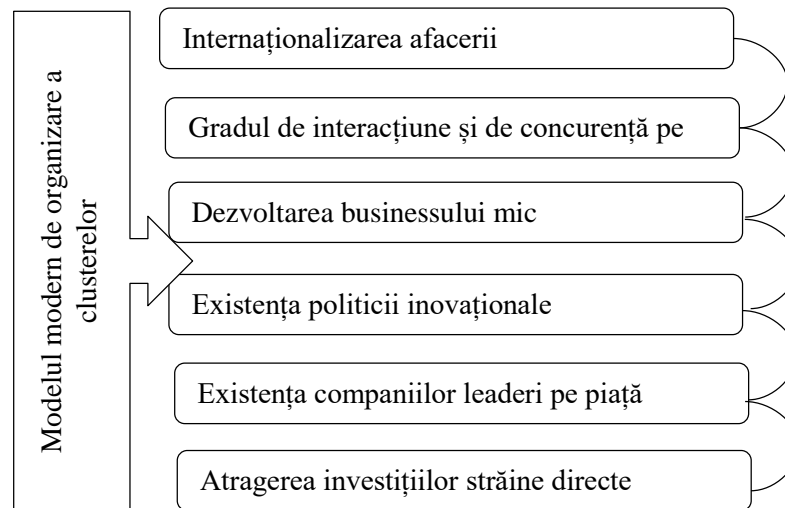 Modelul modern de organizare a
clusterelor
Internaționalizarea afacerii
Gradul de interacțiune și de concurență pe
Dezvoltarea businessului mic
Existența politicii inovaționale
Existența companiilor leaderi pe piață
Atragerea investițiilor străine directe